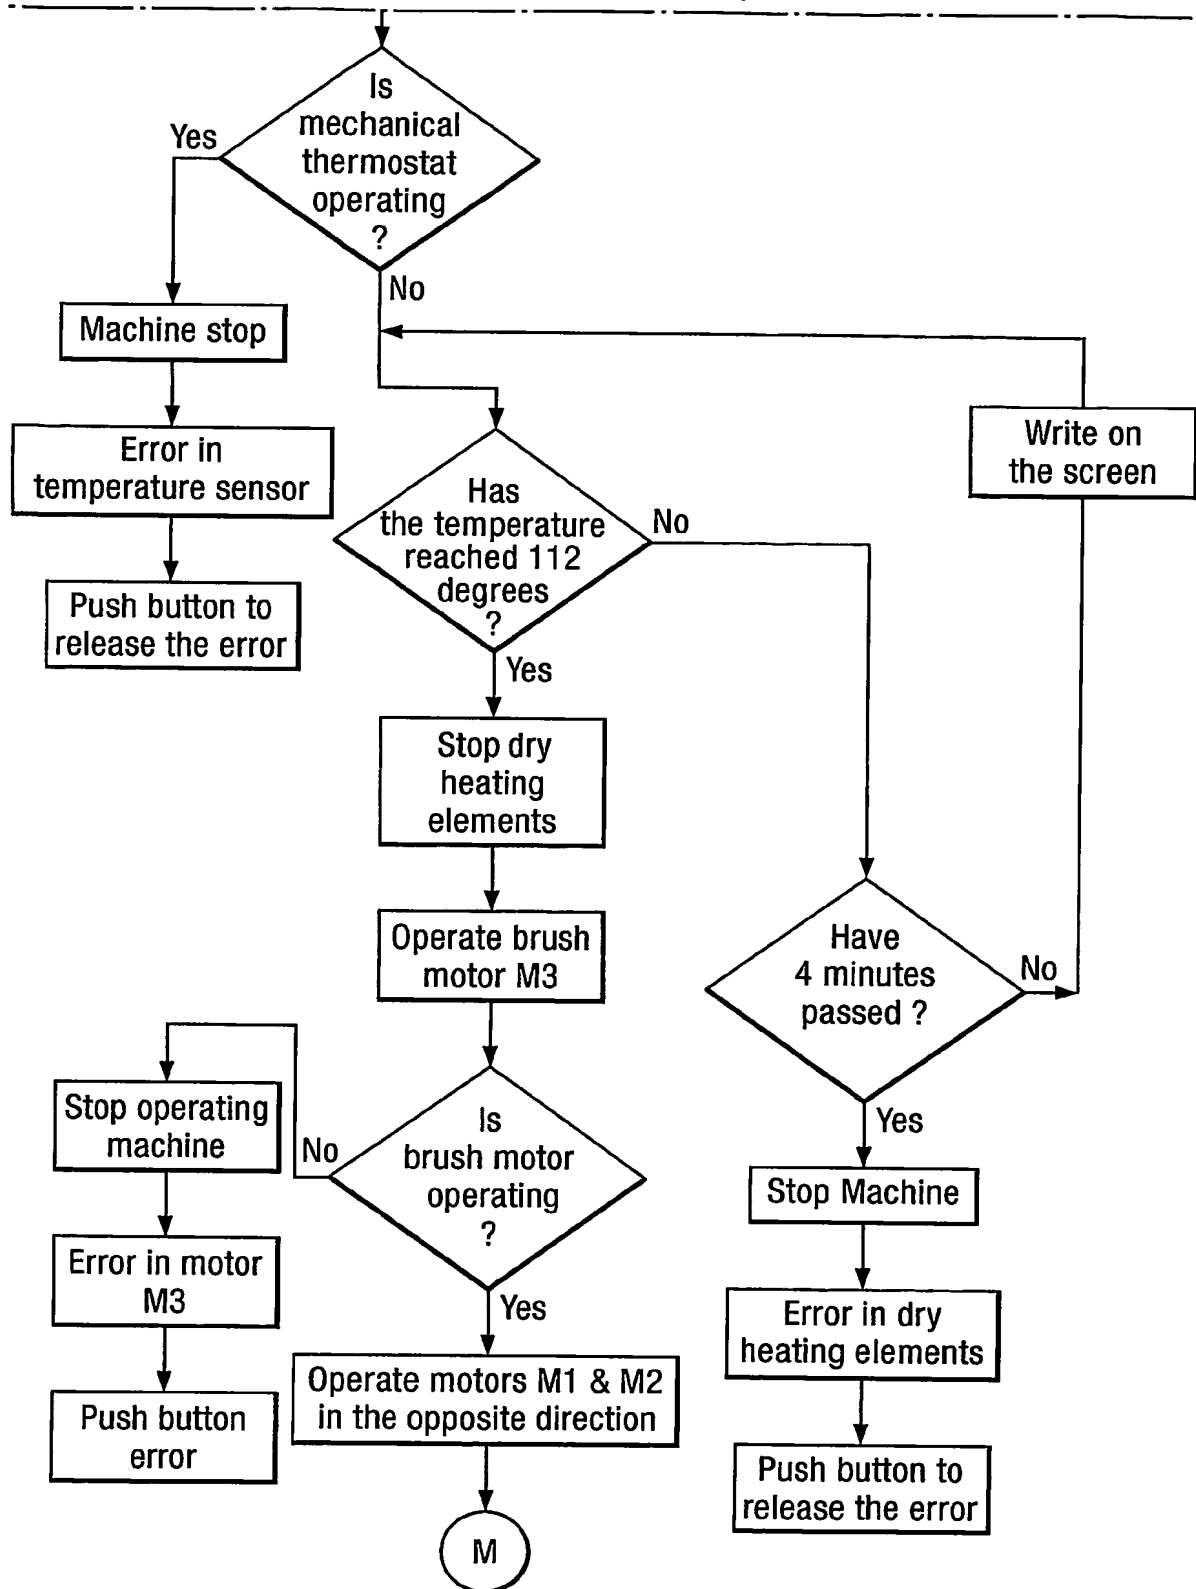 Is
mechanical
thermostat
operating
?
Yes
No
Machine stop
Error in
temperature sensor
Push button to
release the error
Write on
the screen
Has
the temperature
reached 112
degrees
?
No
Yes
Stop dry
heating
elements
Operate brush
motor M3
Have
4 minutes
passed ?
No
Yes
Is
brush motor
operating
?
No
Yes
Stop operating
machine
Error in motor
M3
Push button
error
Operate motors M1 & M2
in the opposite direction
M
Stop Machine
Error in dry
heating elements
Push button to
release the error